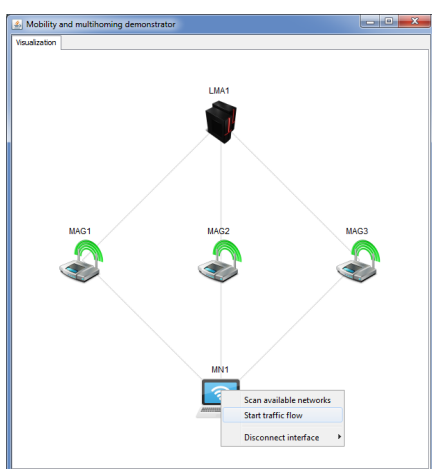 Mobility and multihoming demonstrator
Visualization
LMA1
MAG1
MAG2
MAG3
MN1
Scan available networks
Start traffic flow
Disconnect interface